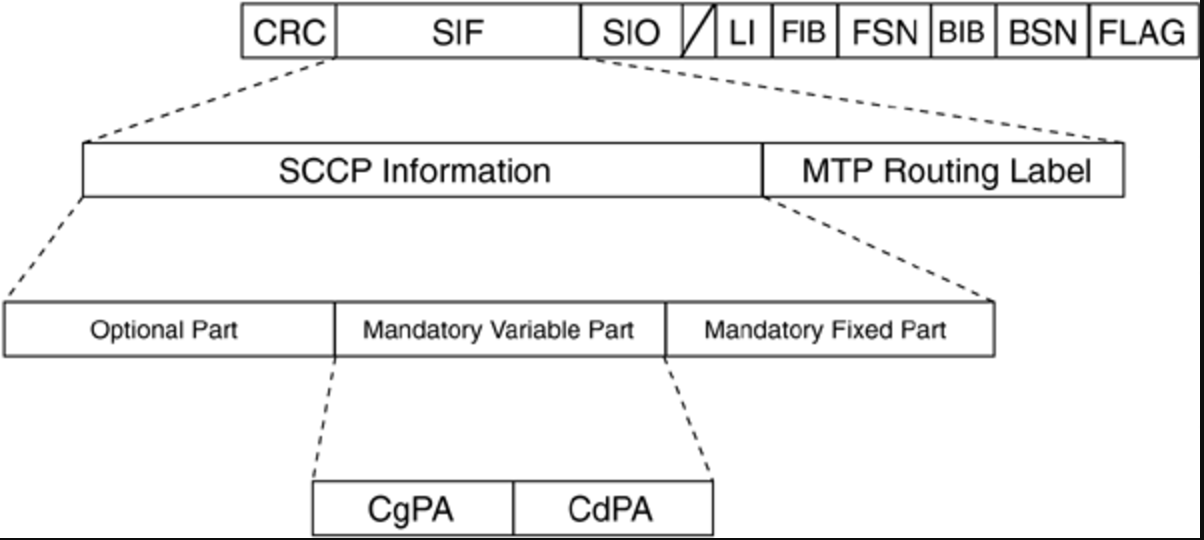 CRC SIF SIO LI FIB FSN BIB BSN FLAG
SCCP Information MTP Routing Label
Optional Part Mandatory Variable Part Mandatory Fixed Part
CgPA CdPA